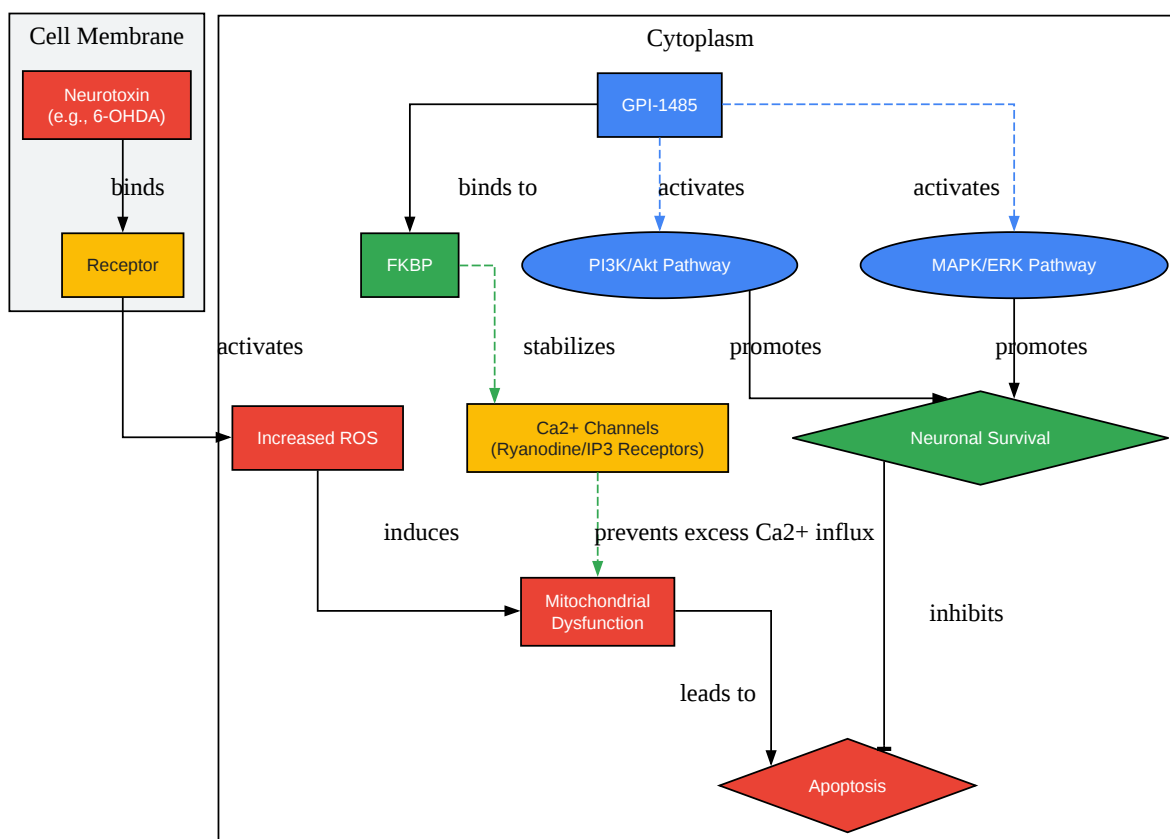 Cell Membrane
Cytoplasm
Neurotoxin
(e.g., 6-OHDA)
GPI-1485
binds
binds to
activates
activates
Receptor
FKBP
PI3K/Akt Pathway
MAPK/ERK Pathway
activates
stabilizes
promotes
promotes
Increased ROS
Ca2+ Channels
(Ryanodine/IP3 Receptors)
Neuronal Survival
induces
prevents excess Ca2+ influx
Mitochondrial
Dysfunction
inhibits
leads to
Apoptosis